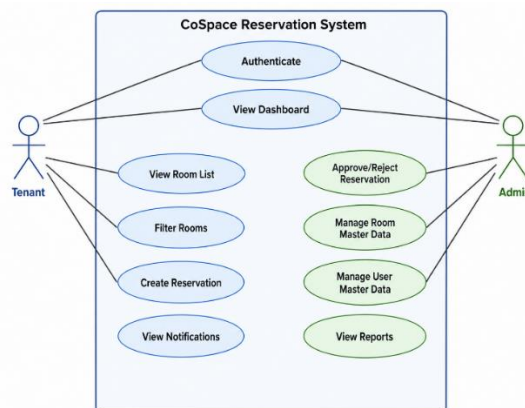 CoSpace Reservation System
Authenticate
View Dashboard
Tenant
Admi
View Room List
Approve/Reject
Reservation
Filter Rooms
Manage Room
Master Data
Create Reservation
Manage User
Master Data
View Notifications
View Reports